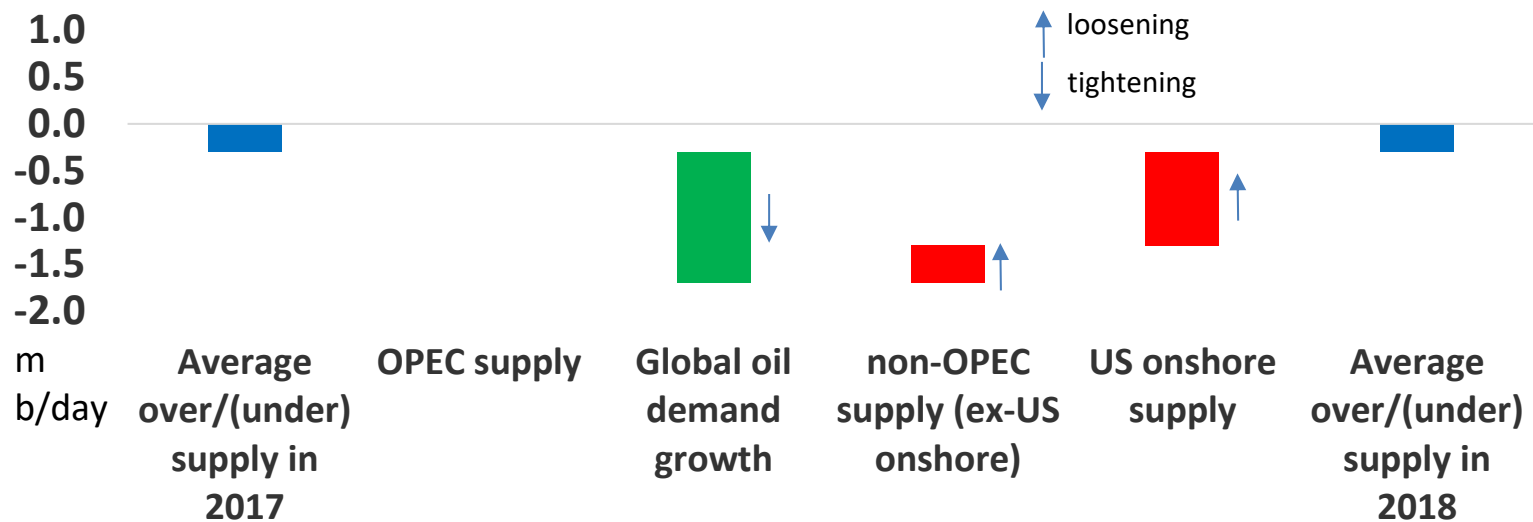 1.0
0.5
0.0
-0.5
-1.0
-1.5
-2.0
loosening
tightening
m
b/day
Average
over/(under)
supply in
2017
OPEC supply
Global oil
demand
growth
non-OPEC
supply (ex-US
onshore)
US onshore
supply
Average
over/(under)
supply in
2018